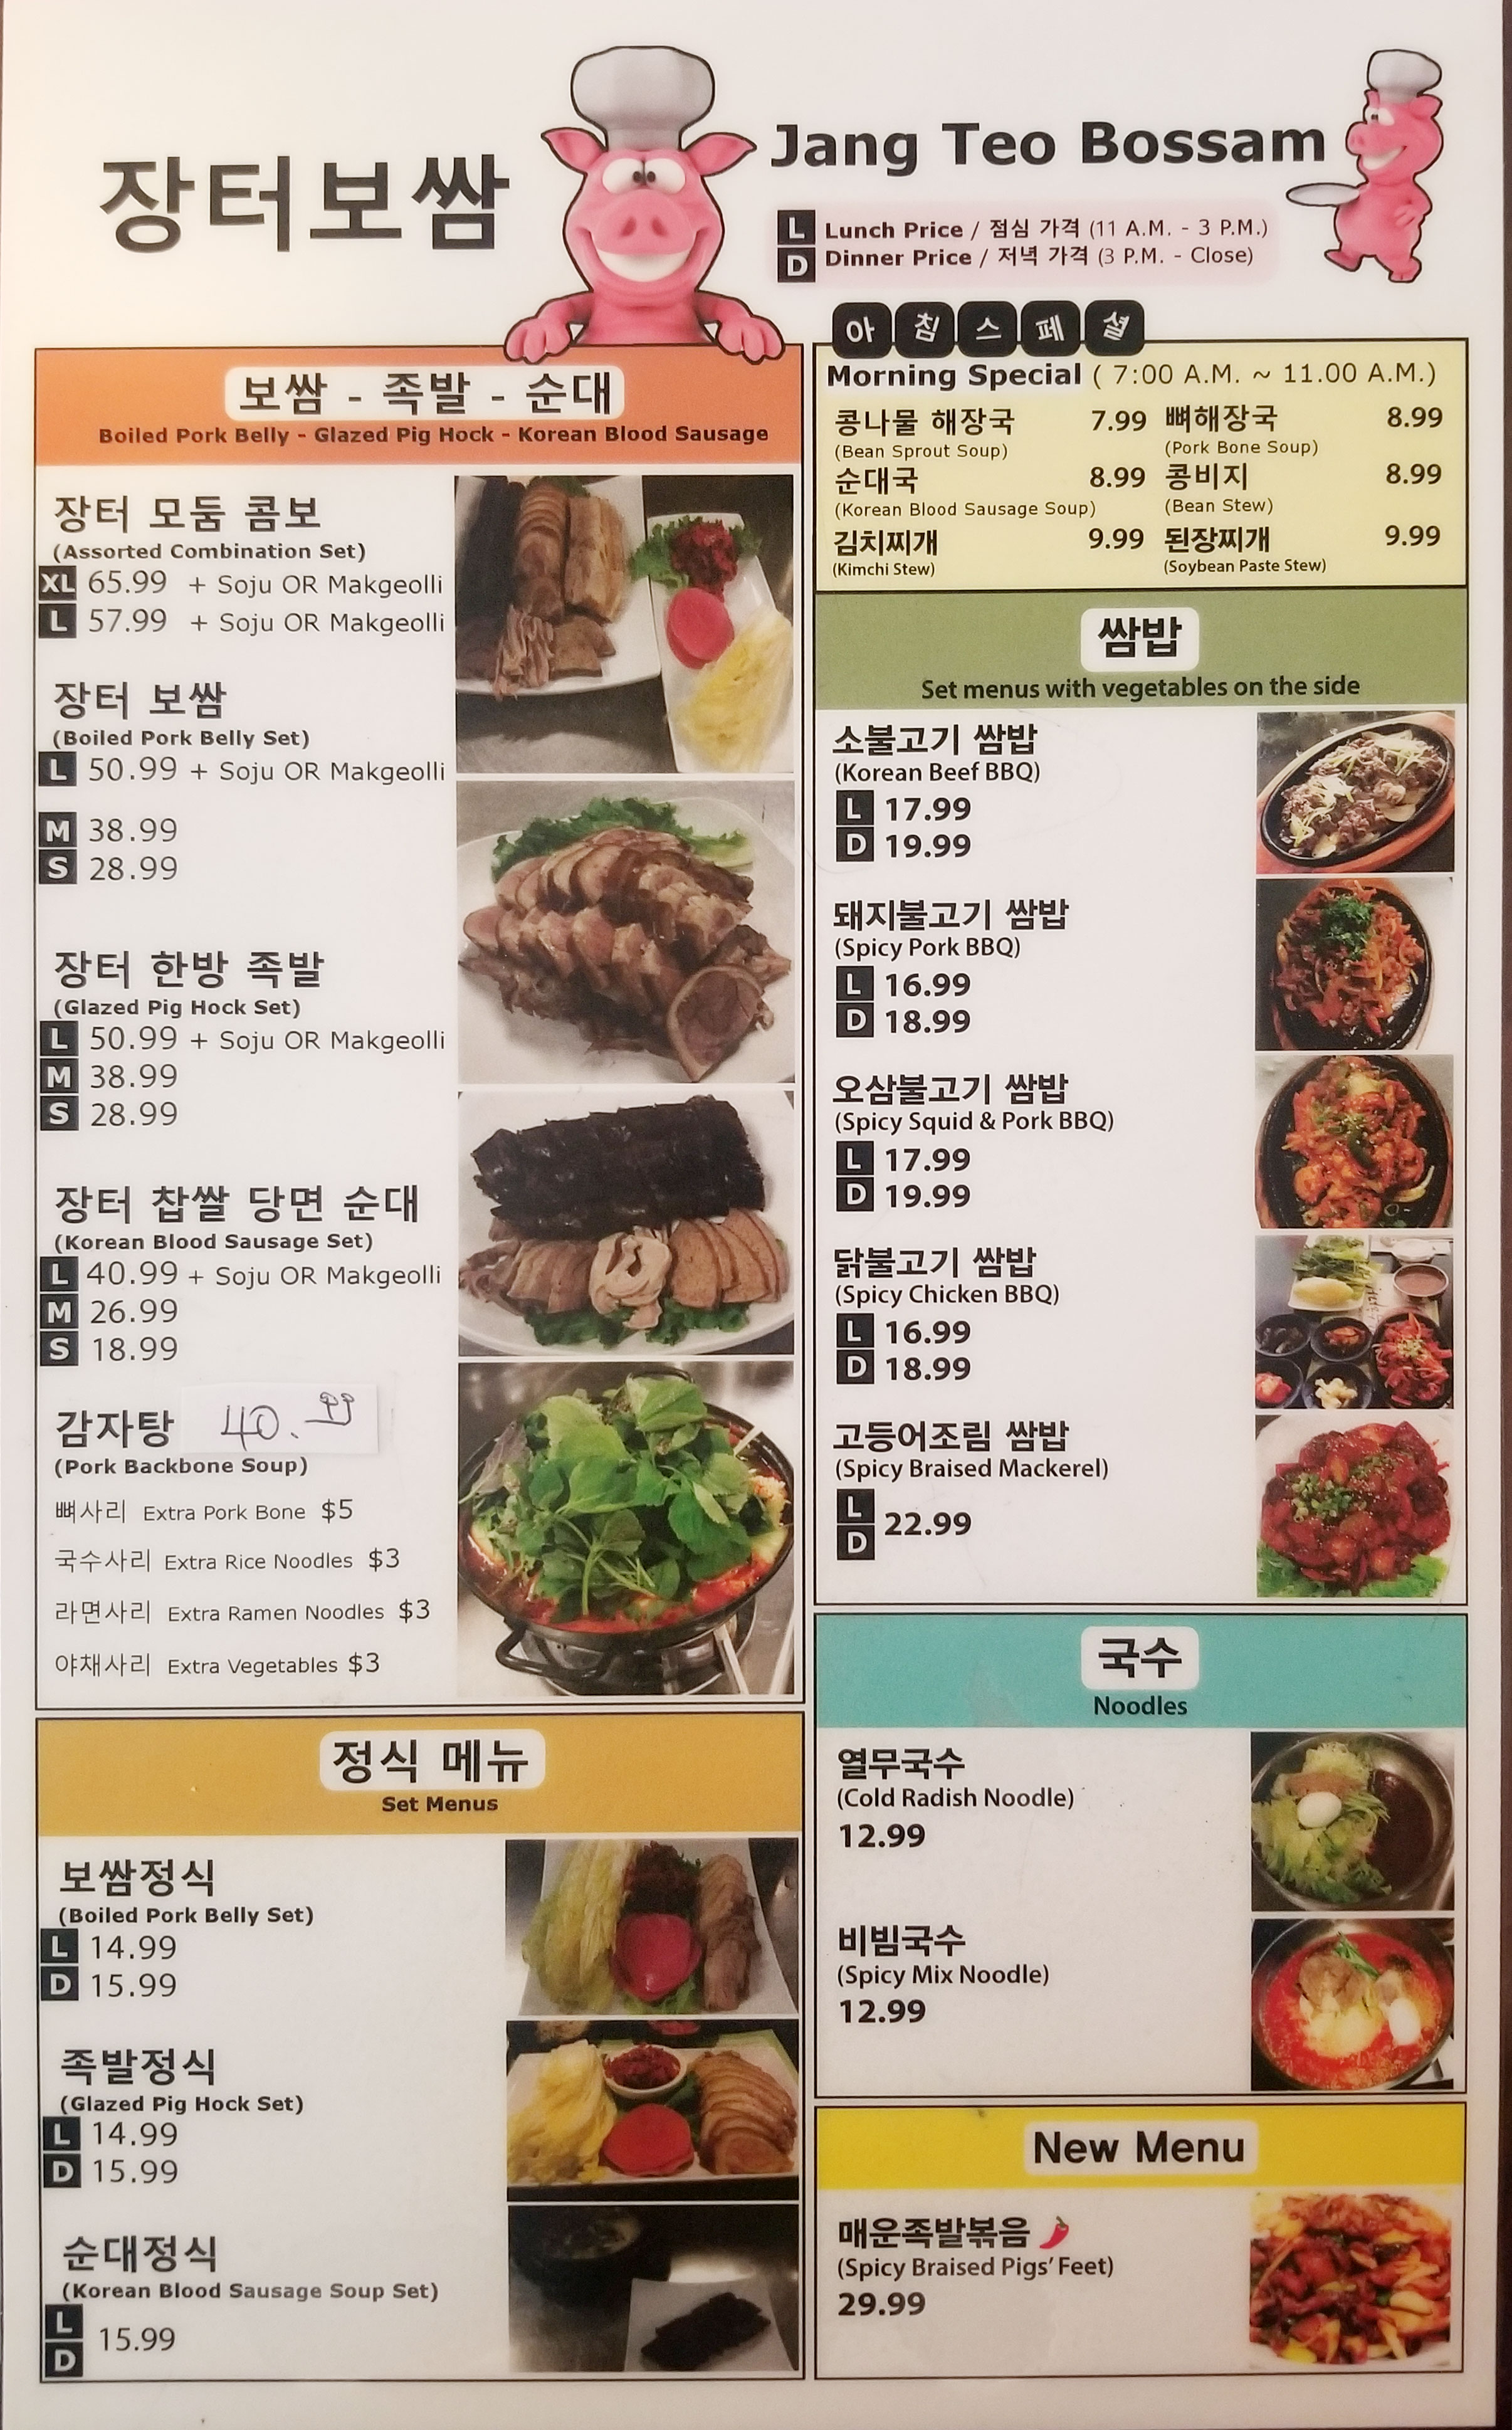 장터보쌈
Jang Teo Bossam
L Lunch Price / 점심 가격 (11 A.M. - 3 P.M.)
D Dinner Price / 저녁 가격 (3 P.M. - Close)
보쌈 - 족발 - 순대
Boiled Pork Belly - Glazed Pig Hock - Korean Blood Sausage
장터 모둠 콤보
(Assorted Combination Set)
XL 65.99 + Soju OR Makgeolli
L 57.99 + Soju OR Makgeolli
장터 보쌈
(Boiled Pork Belly Set)
L 50.99 + Soju OR Makgeolli
M 38.99
S 28.99
장터 한방 족발
(Glazed Pig Hock Set)
L 50.99 + Soju OR Makgeolli
M 38.99
S 28.99
장터 찹쌀 당면 순대
(Korean Blood Sausage Set)
L 40.99 + Soju OR Makgeolli
M 26.99
S 18.99
감자탕 40.99
(Pork Backbone Soup)
뼈사리 Extra Pork Bone $5
국수사리 Extra Rice Noodles $3
라면사리 Extra Ramen Noodles $3
야채사리 Extra Vegetables $3
정식 메뉴
Set Menus
보쌈정식
(Boiled Pork Belly Set)
L 14.99
D 15.99
족발정식
(Glazed Pig Hock Set)
L 14.99
D 15.99
순대정식
(Korean Blood Sausage Soup Set)
L
D 15.99
아침스페셜
Morning Special ( 7:00 A.M. ~ 11.00 A.M.)
콩나물 해장국 7.99 뼈해장국 8.99
(Bean Sprout Soup) (Pork Bone Soup)
순대국 8.99 콩비지 8.99
(Korean Blood Sausage Soup) (Bean Stew)
김치찌개 9.99 된장찌개 9.99
(Kimchi Stew) (Soybean Paste Stew)
쌈밥
Set menus with vegetables on the side
소불고기 쌈밥
(Korean Beef BBQ)
L 17.99
D 19.99
돼지불고기 쌈밥
(Spicy Pork BBQ)
L 16.99
D 18.99
오삼불고기 쌈밥
(Spicy Squid & Pork BBQ)
L 17.99
D 19.99
닭불고기 쌈밥
(Spicy Chicken BBQ)
L 16.99
D 18.99
고등어조림 쌈밥
(Spicy Braised Mackerel)
L
D 22.99
국수
Noodles
열무국수
(Cold Radish Noodle)
12.99
비빔국수
(Spicy Mix Noodle)
12.99
New Menu
매운족발볶음
(Spicy Braised Pigs' Feet)
29.99